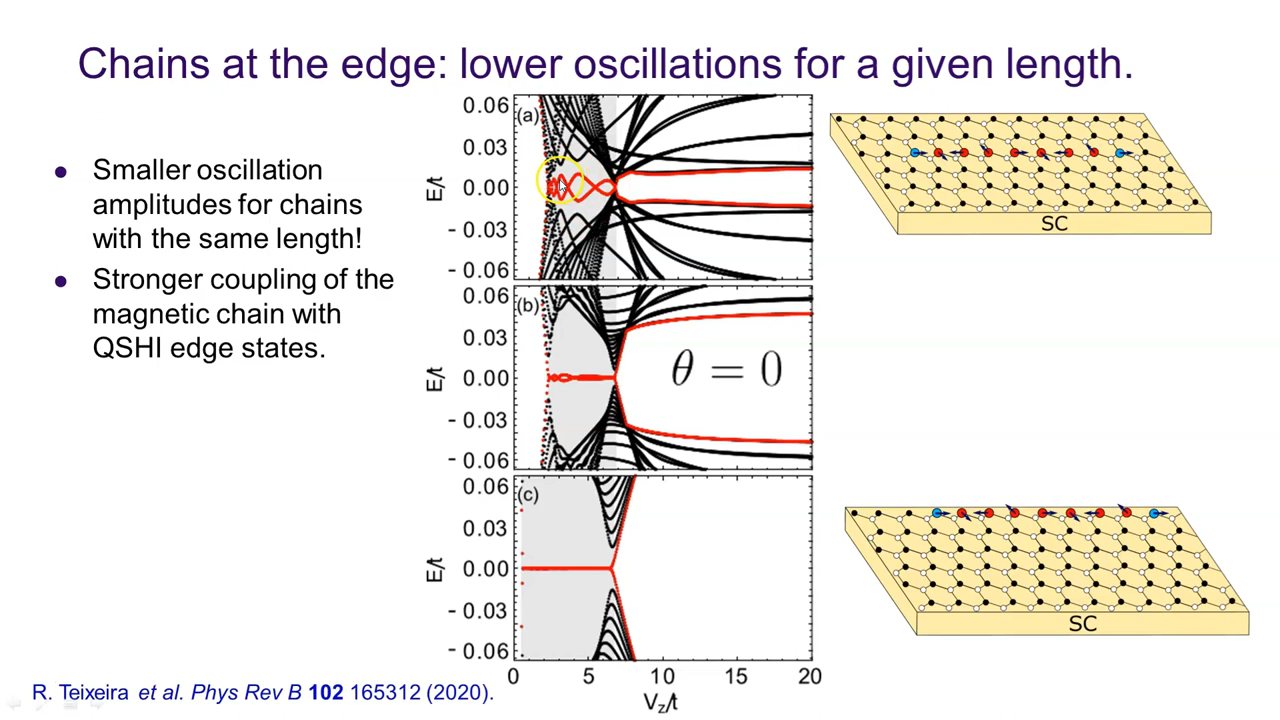 Chains at the edge: lower oscillations for a given length.
● Smaller oscillation
amplitudes for chains
with the same length!
● Stronger coupling of the
magnetic chain with
QSHI edge states.
(a)
0.06
0.03
0.00
- 0.03
- 0.06
E/t
(b)
0.06
0.03
0.00
- 0.03
- 0.06
E/t
θ = 0
(c)
0.06
0.03
0.00
- 0.03
- 0.06
E/t
0 5 10 15 20
V_z/t
SC
SC
R. Teixeira et al. Phys Rev B 102 165312 (2020).